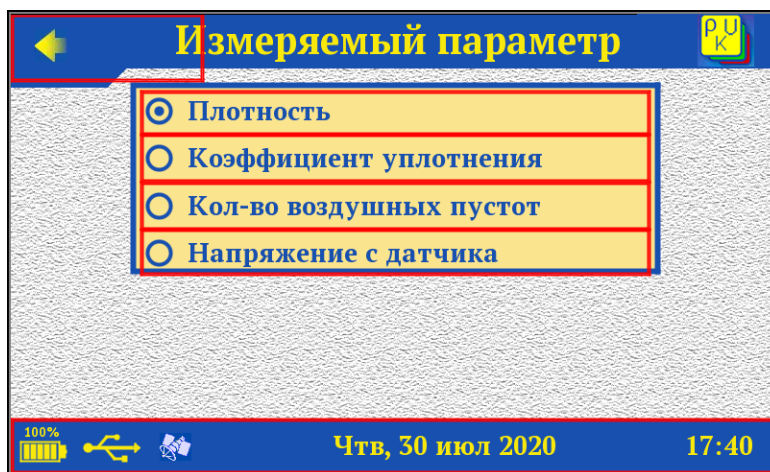 Измеряемый параметр
P U
K
Плотность
Коэффициент уплотнения
Кол-во воздушных пустот
Напряжение с датчика
100%
Чтв, 30 июл 2020
17:40